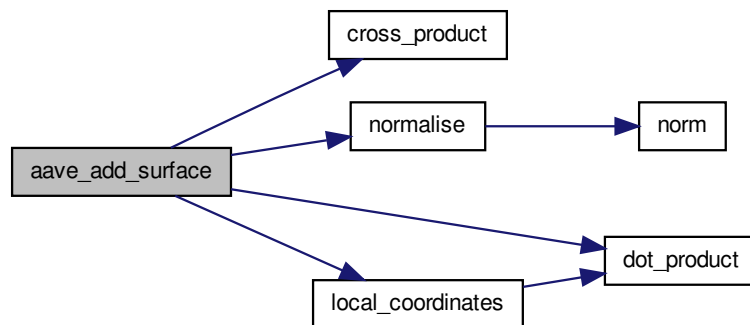 cross_product
normalise
norm
aave_add_surface
dot_product
local_coordinates